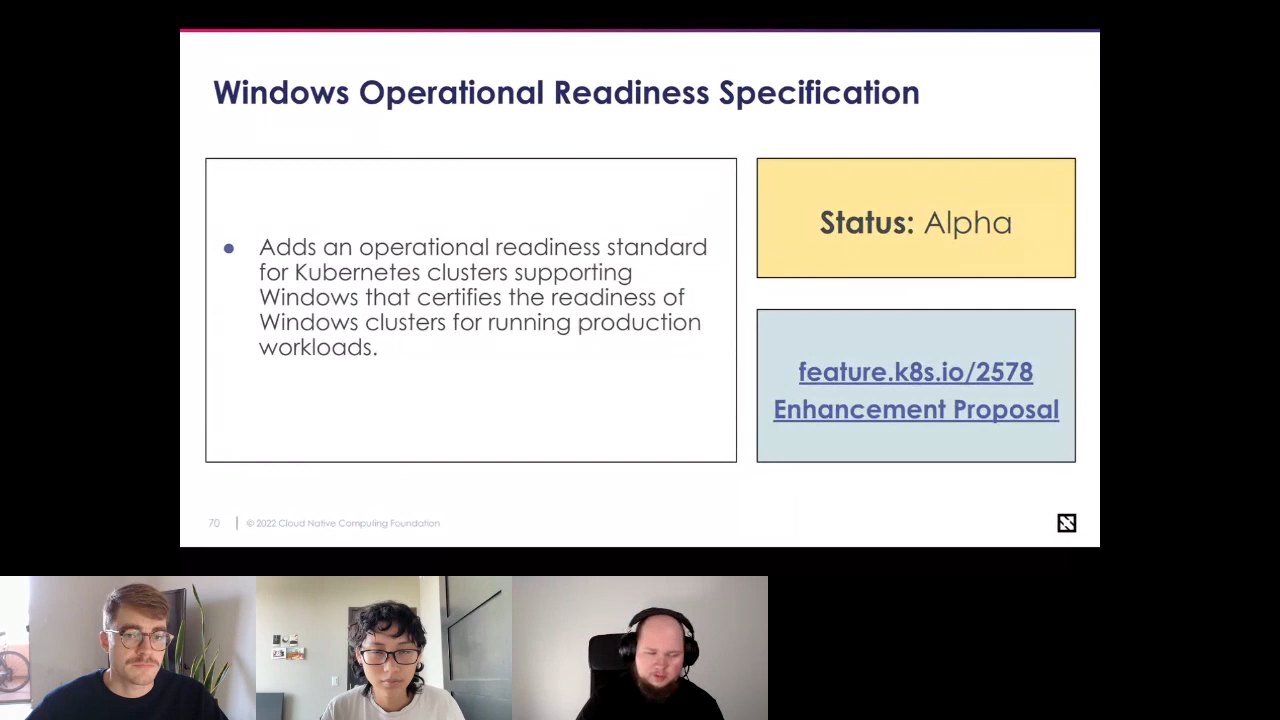 Windows Operational Readiness Specification
● Adds an operational readiness standard
for Kubernetes clusters supporting
Windows that certifies the readiness of
Windows clusters for running production
workloads.
Status: Alpha
feature.k8s.io/2578
Enhancement Proposal
70 | © 2022 Cloud Native Computing Foundation